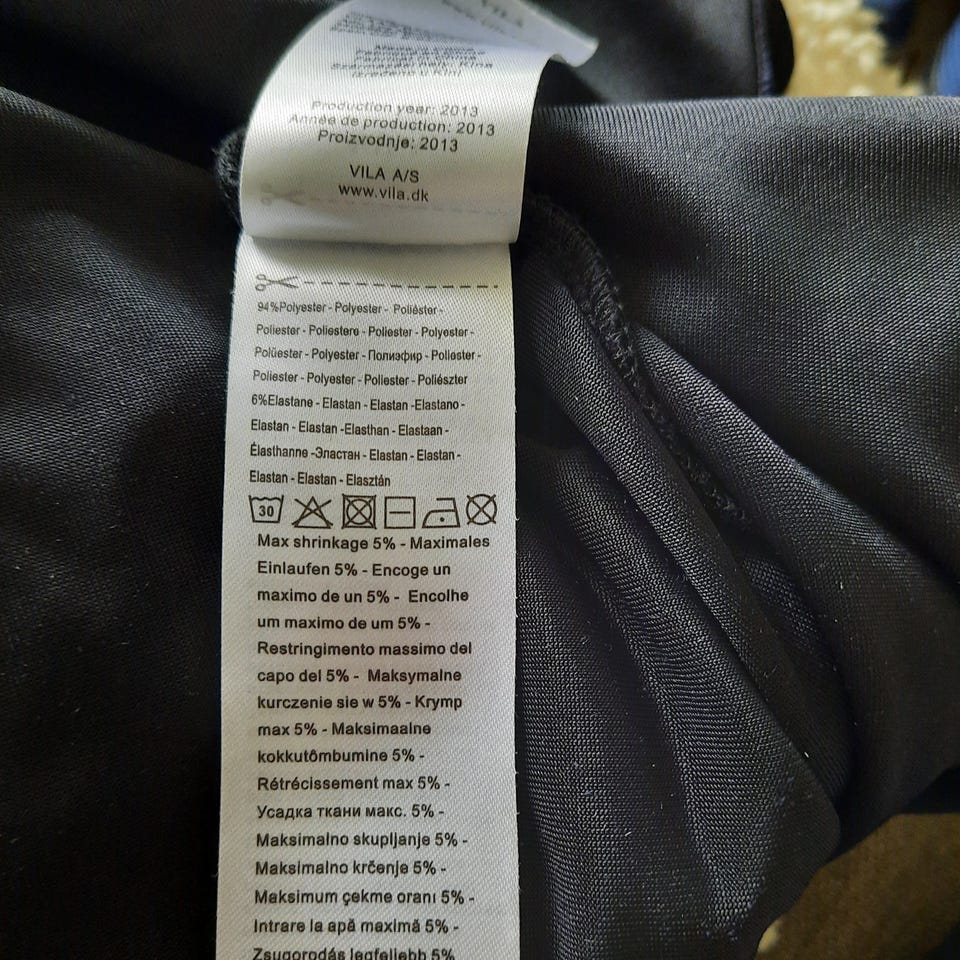 VILA
Production year: 2013
Année de production: 2013
Proizvodnje: 2013
VILA A/S
www.vila.dk
94%Polyester - Polyester - Poliéster -
Poliester - Poliestere - Poliester - Polyester -
Polüester - Polyester - Полиэфир - Poliester -
Poliester - Polyester - Poliester - Poliészter
6%Elastane - Elastan - Elastan -Elastano -
Elastan - Elastan -Elasthan - Elastaan -
Élasthanne -Эластан - Elastan - Elastan -
Elastan - Elastan - Elasztán
30
Max shrinkage 5% - Maximales
Einlaufen 5% - Encoge un
maximo de un 5% - Encolhe
um maximo de um 5% -
Restringimento massimo del
capo del 5% - Maksymalne
kurczenie sie w 5% - Krymp
max 5% - Maksimaalne
kokkutõmbumine 5% -
Rétrécissement max 5% -
Усадка ткани макс. 5% -
Maksimalno skupljanje 5% -
Maksimalno krčenje 5% -
Maksimum çekme oranı 5% -
Intrare la apă maximă 5% -
Zsugorodás legfeljebb 5%